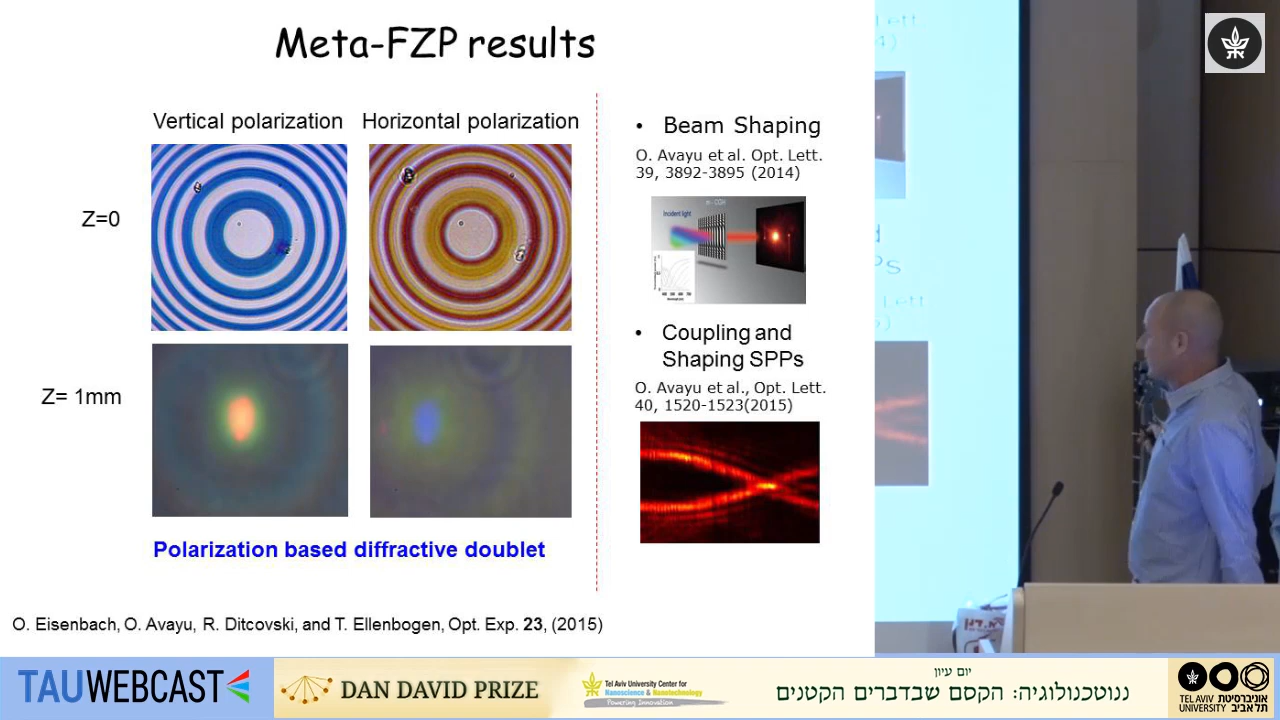 Meta-FZP results
Vertical polarization
Horizontal polarization
Z=0
Z= 1mm
Polarization based diffractive doublet
O. Eisenbach, O. Avayu, R. Ditcovski, and T. Ellenbogen, Opt. Exp. 23, (2015)
• Beam Shaping
O. Avayu et al. Opt. Lett.
39, 3892-3895 (2014)
Incident light
m - CGH
• Coupling and
Shaping SPPs
O. Avayu et al., Opt. Lett.
40, 1520-1523(2015)
TAUWEBCAST
DAN DAVID PRIZE
Tel Aviv University Center for
Nanoscience & Nanotechnology
Powering Innovation
יום עיון
ננוטכנולוגיה: הקסם שבדברים הקטנים
TEL AVIV אוניברסיטת
UNIVERSITY תל אביב